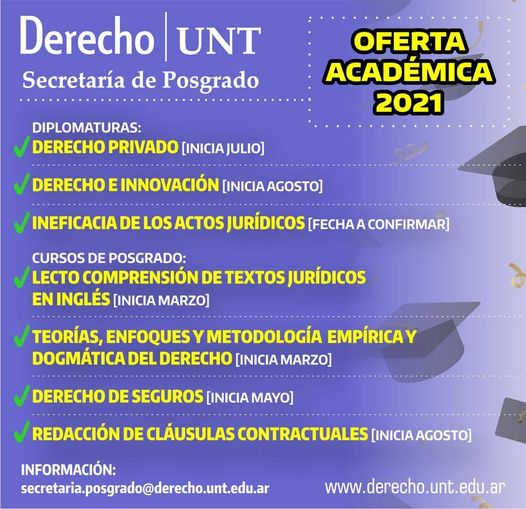 Derecho | UNT
Secretaría de Posgrado
OFERTA
ACADÉMICA
2021
DIPLOMATURAS:
DERECHO PRIVADO [INICIA JULIO]
DERECHO E INNOVACIÓN [INICIA AGOSTO]
INEFICACIA DE LOS ACTOS JURÍDICOS [FECHA A CONFIRMAR]
CURSOS DE POSGRADO:
LECTO COMPRENSIÓN DE TEXTOS JURÍDICOS
EN INGLÉS [INICIA MARZO]
TEORÍAS, ENFOQUES Y METODOLOGÍA EMPÍRICA Y
DOGMÁTICA DEL DERECHO [INICIA MARZO]
DERECHO DE SEGUROS [INICIA MAYO]
REDACCIÓN DE CLÁUSULAS CONTRACTUALES [INICIA AGOSTO]
INFORMACIÓN:
secretaria.posgrado@derecho.unt.edu.ar
www.derecho.unt.edu.ar